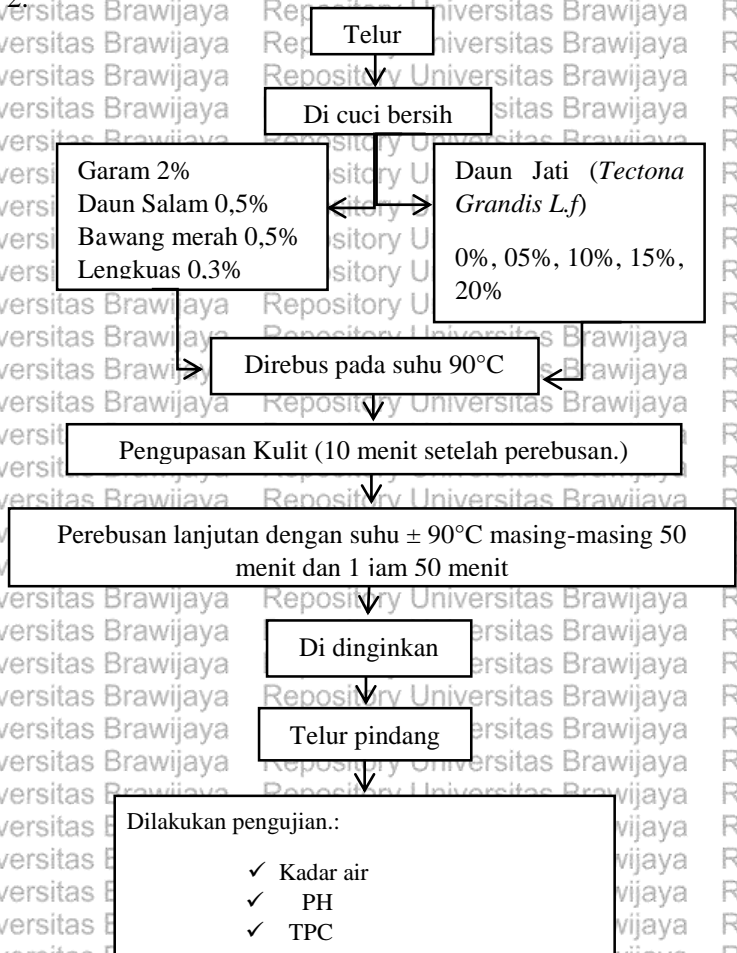 2.
Telur
Di cuci bersih
Garam 2%
Daun Salam 0,5%
Bawang merah 0,5%
Lengkuas 0,3%
Daun Jati (Tectona
Grandis L.f)
0%, 05%, 10%, 15%,
20%
Direbus pada suhu 90°C
Pengupasan Kulit (10 menit setelah perebusan.)
Perebusan lanjutan dengan suhu ± 90°C masing-masing 50
menit dan 1 jam 50 menit
Di dinginkan
Telur pindang
Dilakukan pengujian.:
✓ Kadar air
✓ PH
✓ TPC